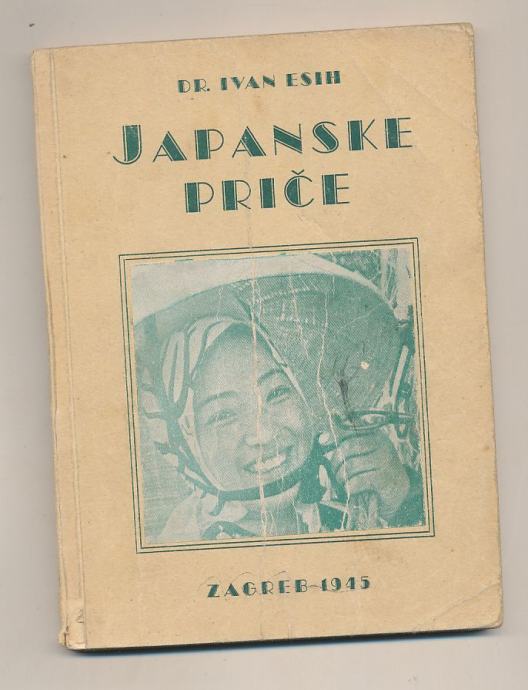 DR. IVAN ESIH
JAPANSKE
PRIČE
ZAGREB 1945